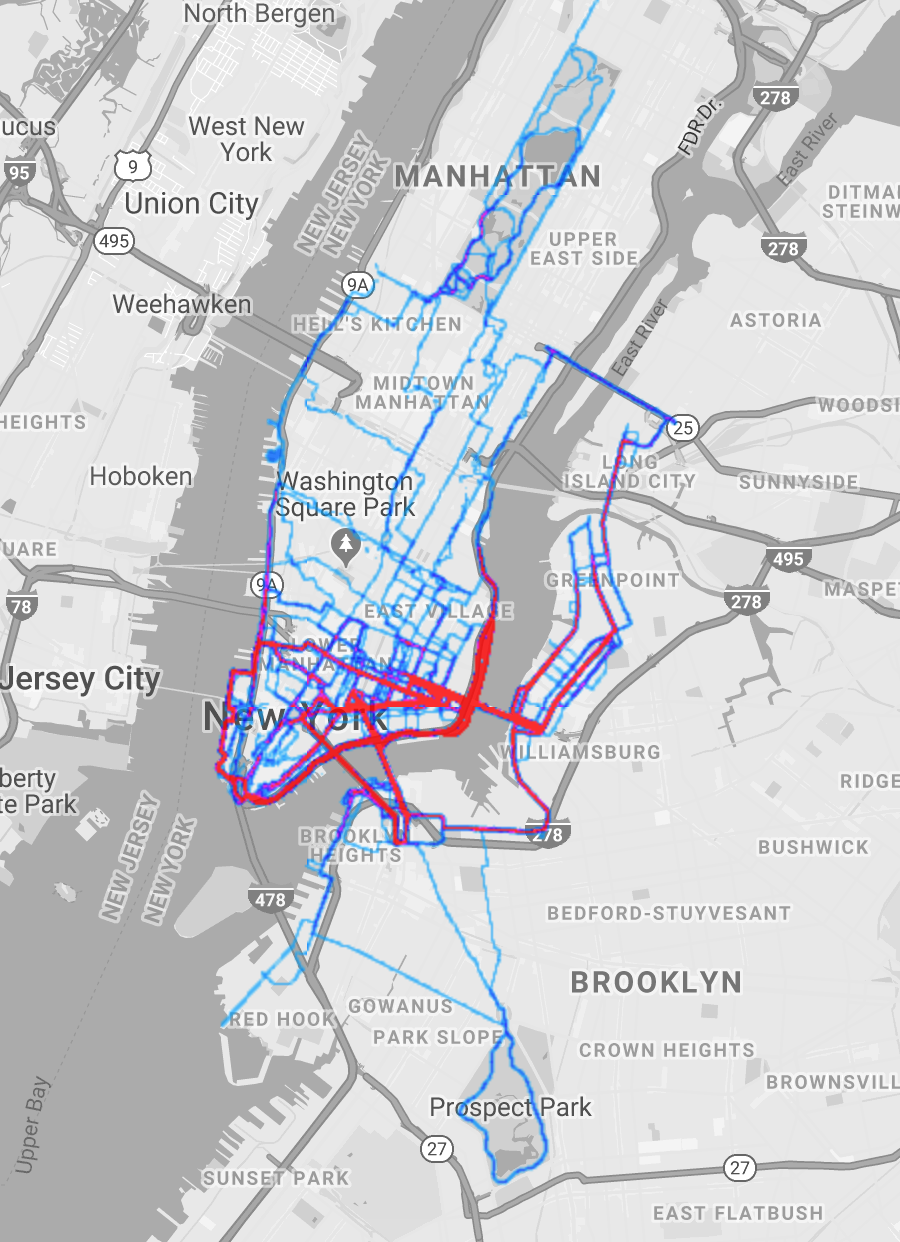 North Bergen
278
FDR Dr.
East River
ucus
West New
York
95
9
NEW JERSEY
NEW YORK
MANHATTAN
Union City
DITMAR
STEINW
495
UPPER
EAST SIDE
278
9A
Weehawken
HELL'S KITCHEN
East River
ASTORIA
MIDTOWN
MANHATTAN
WOODSI
HEIGHTS
25
Hoboken
Washington
Square Park
LONG
ISLAND CITY
SUNNYSIDE
UARE
495
9A
GREENPOINT
MASPE
78
278
EAST VILLAGE
LOWER
MANHATTAN
Jersey City
New York
WILLIAMSBURG
berty
te Park
RIDGE
NEW JERSEY
NEW YORK
BROOKLYN
HEIGHTS
278
BUSHWICK
478
BEDFORD-STUYVESANT
BROOKLYN
GOWANUS
RED HOOK
PARK SLOPE
CROWN HEIGHTS
BROWNSVILL
Upper Bay
Prospect Park
27
27
SUNSET PARK
EAST FLATBUSH